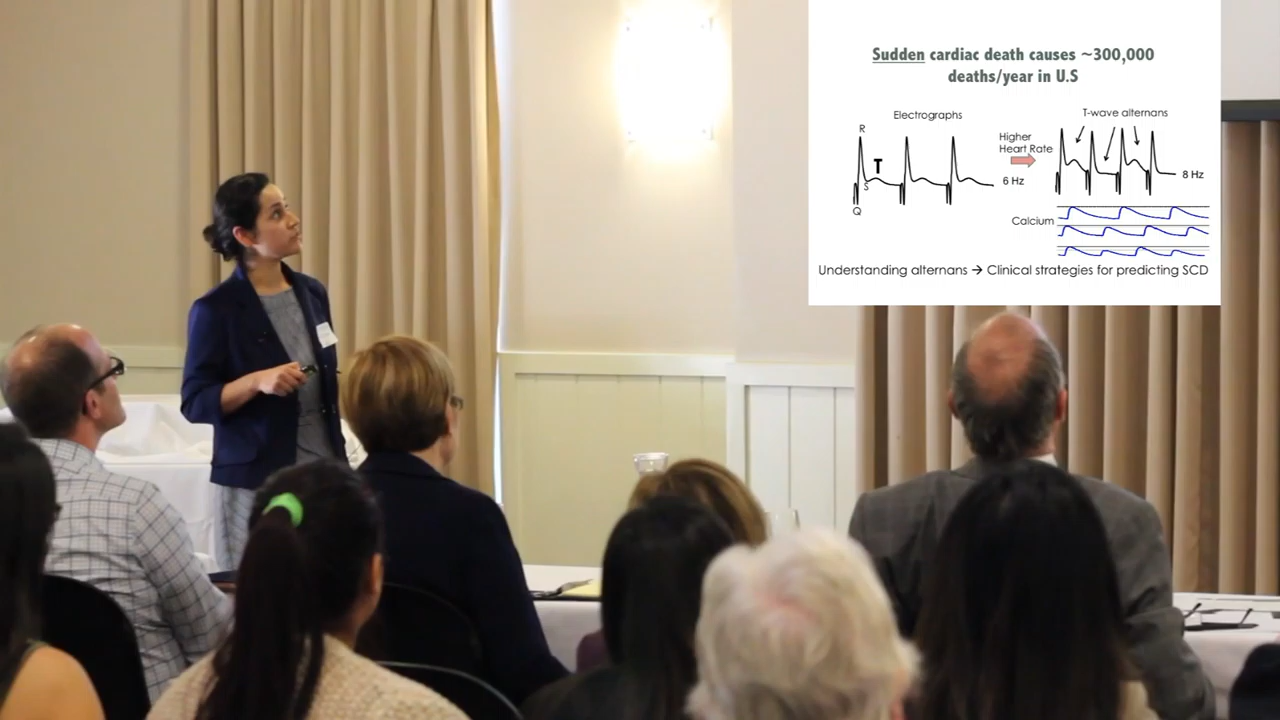 Sudden cardiac death causes ~300,000
deaths/year in U.S
Electrographs
T-wave alternans
R
Higher
Heart Rate
T
S
6 Hz
8 Hz
Q
Calcium
Understanding alternans → Clinical strategies for predicting SCD